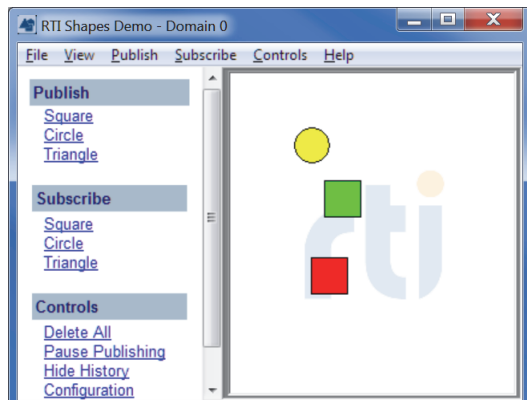 RTI Shapes Demo - Domain 0
File View Publish Subscribe Controls Help
Publish
Square
Circle
Triangle
Subscribe
Square
Circle
Triangle
Controls
Delete All
Pause Publishing
Hide History
Configuration
rti